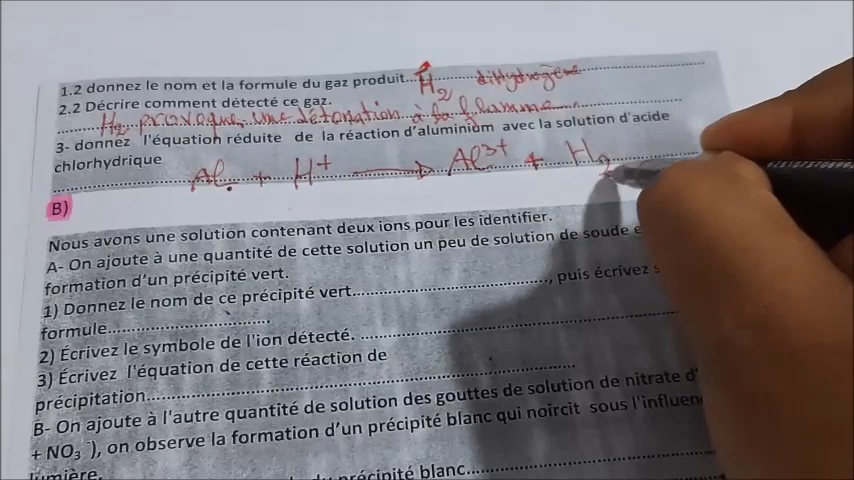 1.2 donnez le nom et la formule du gaz produit... H2 ........ dihydrogène
2.2 Décrire comment détecté ce gaz.
H2 provoque une détonation à la flamme
3- donnez l'équation réduite de la réaction d'aluminium avec la solution d'acide
chlorhydrique
Al + H+ → Al3+ + H2
B)
Nous avons une solution contenant deux ions pour les identifier.
A- On ajoute à une quantité de cette solution un peu de solution de soude e
formation d'un précipité vert.
1) Donnez le nom de ce précipité vert................................................, puis écrivez s
formule.......................................
2) Écrivez le symbole de l'ion détecté. ................................................
3) Écrivez l'équation de cette réaction de
précipitation................................................................................
B- On ajoute à l'autre quantité de solution des gouttes de solution de nitrate d'
+ NO3-), on observe la formation d'un précipité blanc qui noircit sous l'influen
lumière.
du précipité blanc................................